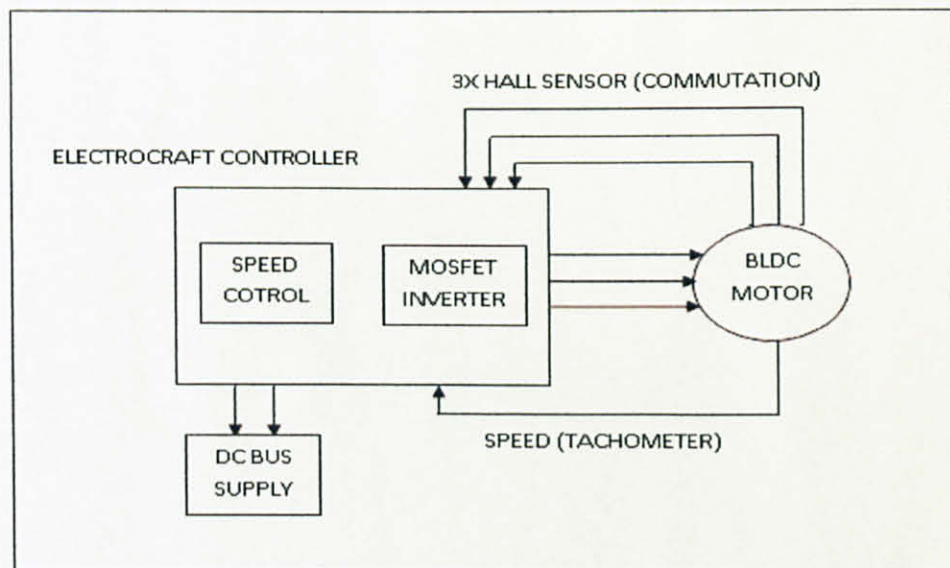 3X HALL SENSOR (COMMUTATION)
ELECTROCRAFT CONTROLLER
SPEED
COTROL
MOSFET
INVERTER
BLDC
MOTOR
SPEED (TACHOMETER)
DC BUS
SUPPLY